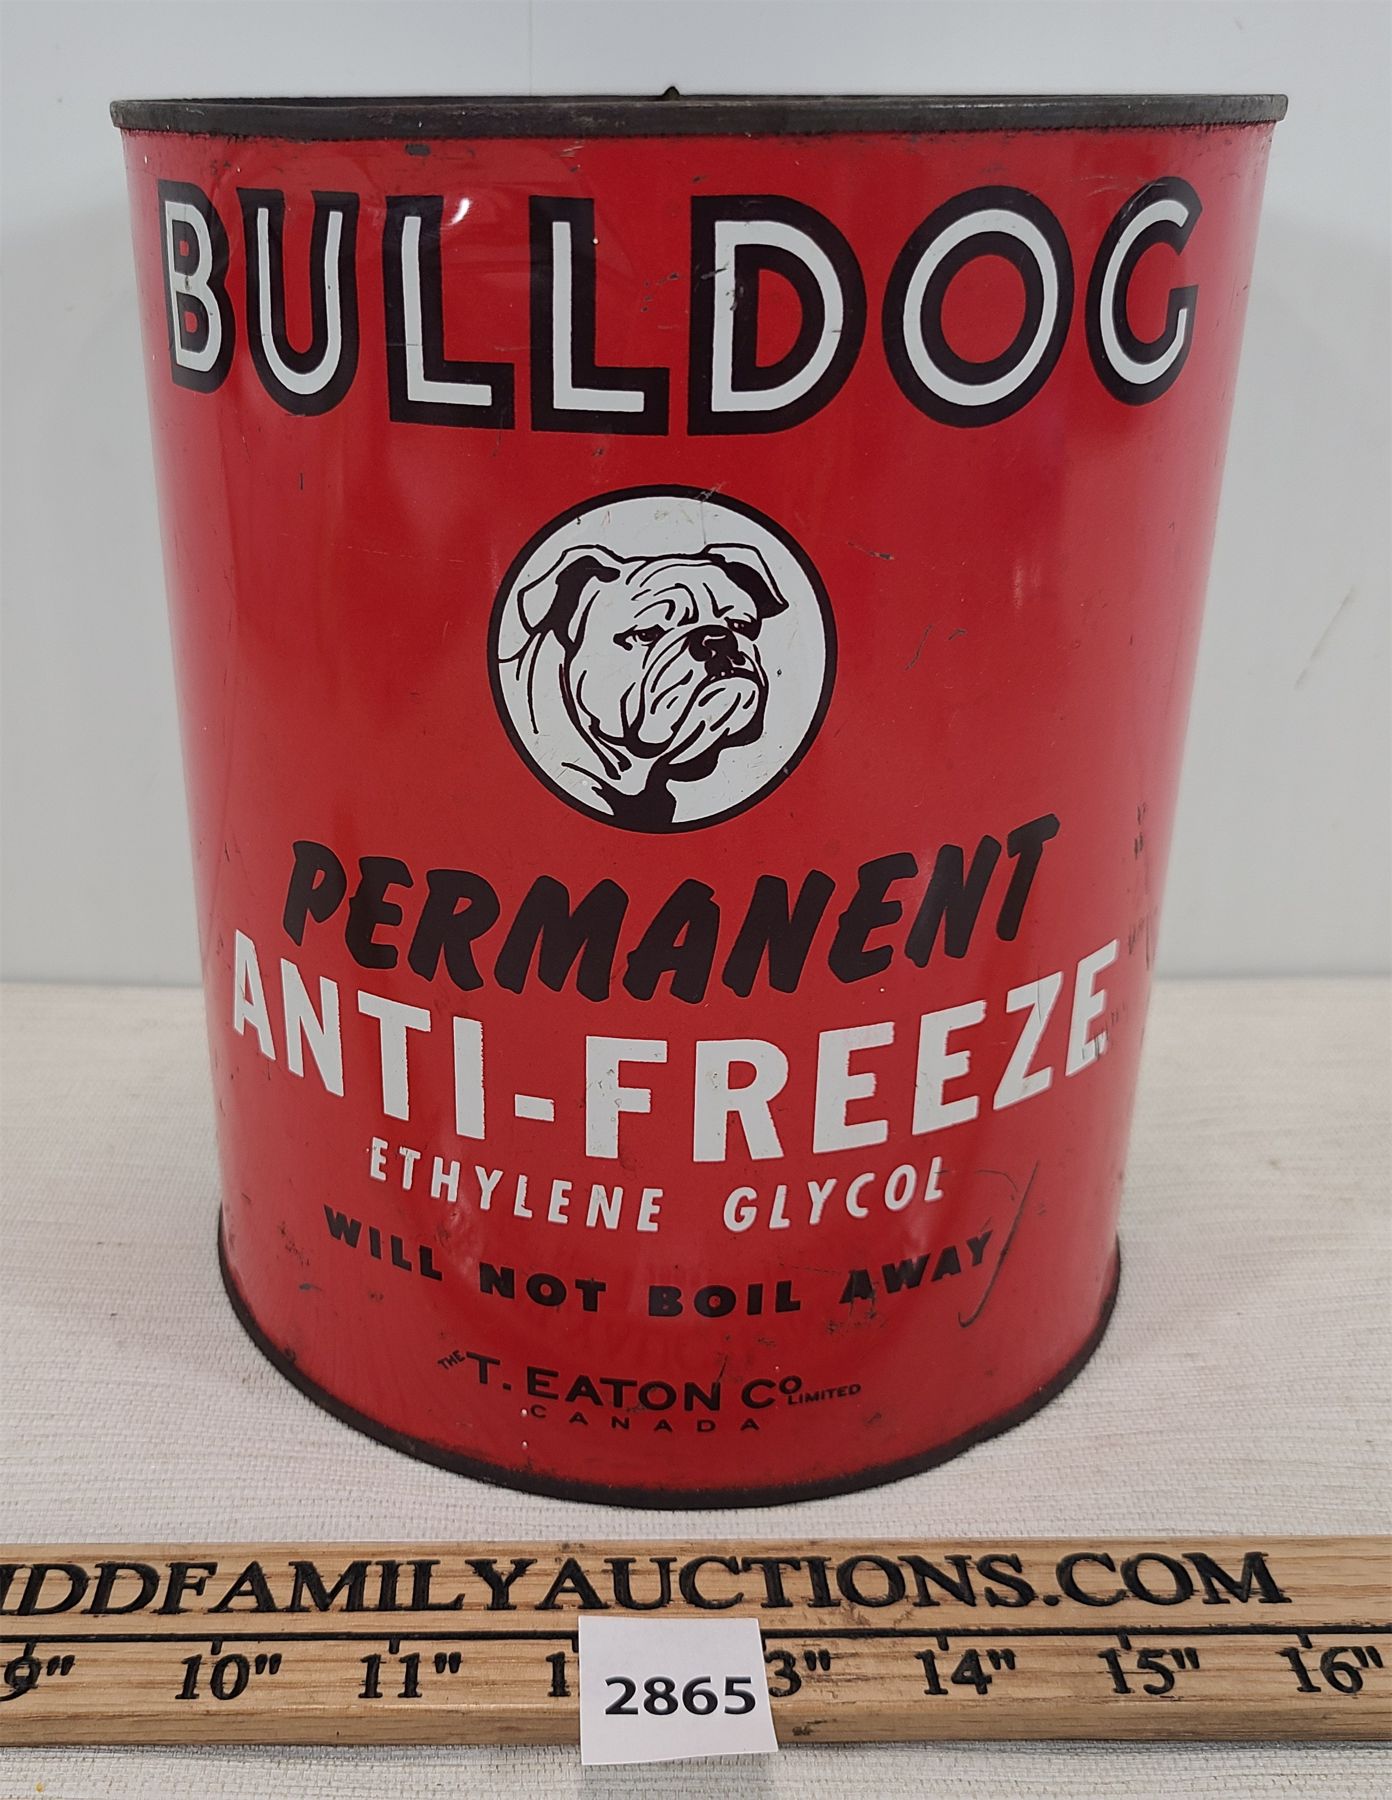 BULLDOG
PERMANENT
ANTI-FREEZE
ETHYLENE GLYCOL
WILL NOT BOIL AWAY
THE T. EATON Co LIMITED
CANADA
DDFAMILYAUCTIONS.COM
9" 10" 11" 1 3" 14" 15" 16"
2865